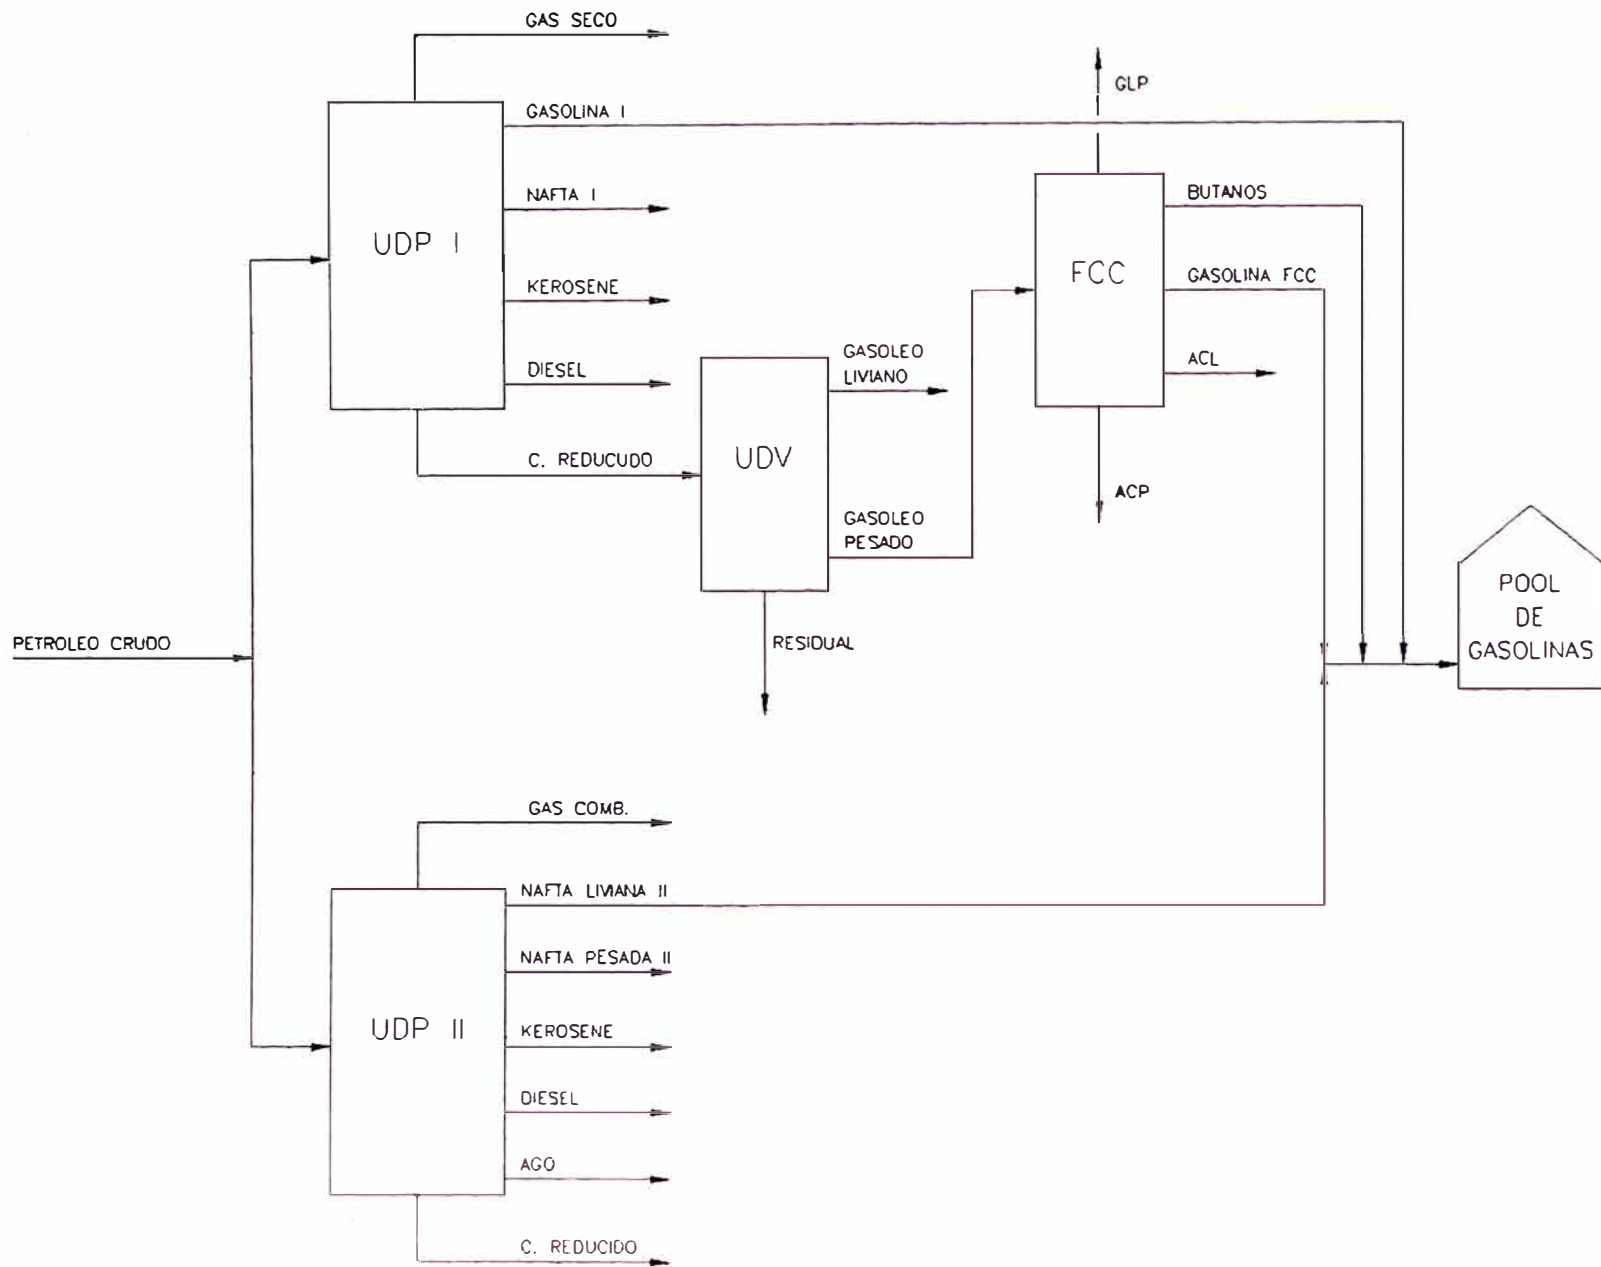 GAS SECO
GLP
GASOLINA I
NAFTA I
BUTANOS
UDP I
FCC
GASOLINA FCC
KEROSENE
GASOLEO
LIVIANO
ACL
DIESEL
C. REDUCUDO
UDV
ACP
GASOLEO
PESADO
POOL
DE
GASOLINAS
PETROLEO CRUDO
RESIDUAL
GAS COMB.
NAFTA LIVIANA II
NAFTA PESADA II
UDP II
KEROSENE
DIESEL
AGO
C. REDUCIDO